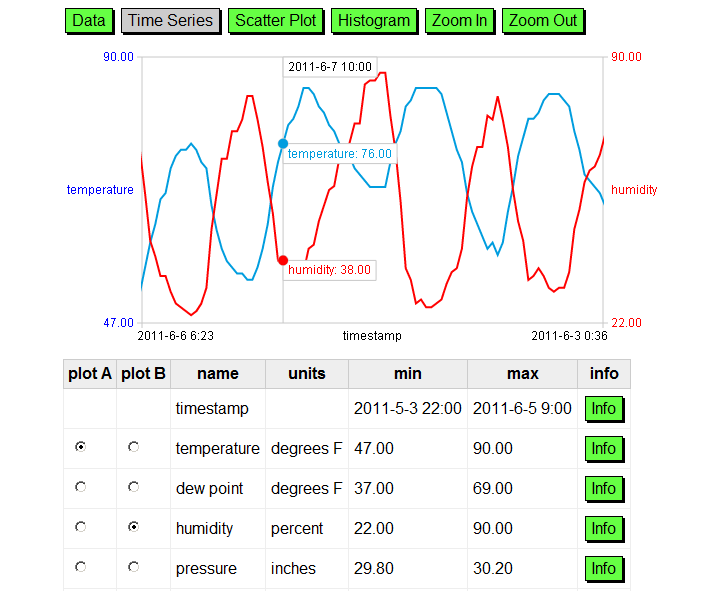 Data Time Series Scatter Plot Histogram Zoom In Zoom Out
90.00 90.00
2011-6-7 10:00
temperature: 76.00
temperature humidity
humidity: 38.00
47.00 22.00
2011-6-6 6:23 timestamp 2011-6-3 0:36
plot A plot B name units min max info
timestamp 2011-5-3 22:00 2011-6-5 9:00 Info
temperature degrees F 47.00 90.00 Info
dew point degrees F 37.00 69.00 Info
humidity percent 22.00 90.00 Info
pressure inches 29.80 30.20 Info